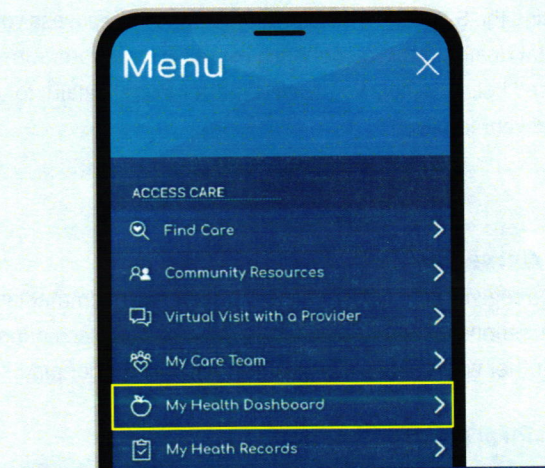 Menu
ACCESS CARE
Find Care
Community Resources
Virtual Visit with a Provider
My Care Team
My Health Dashboard
My Heath Records